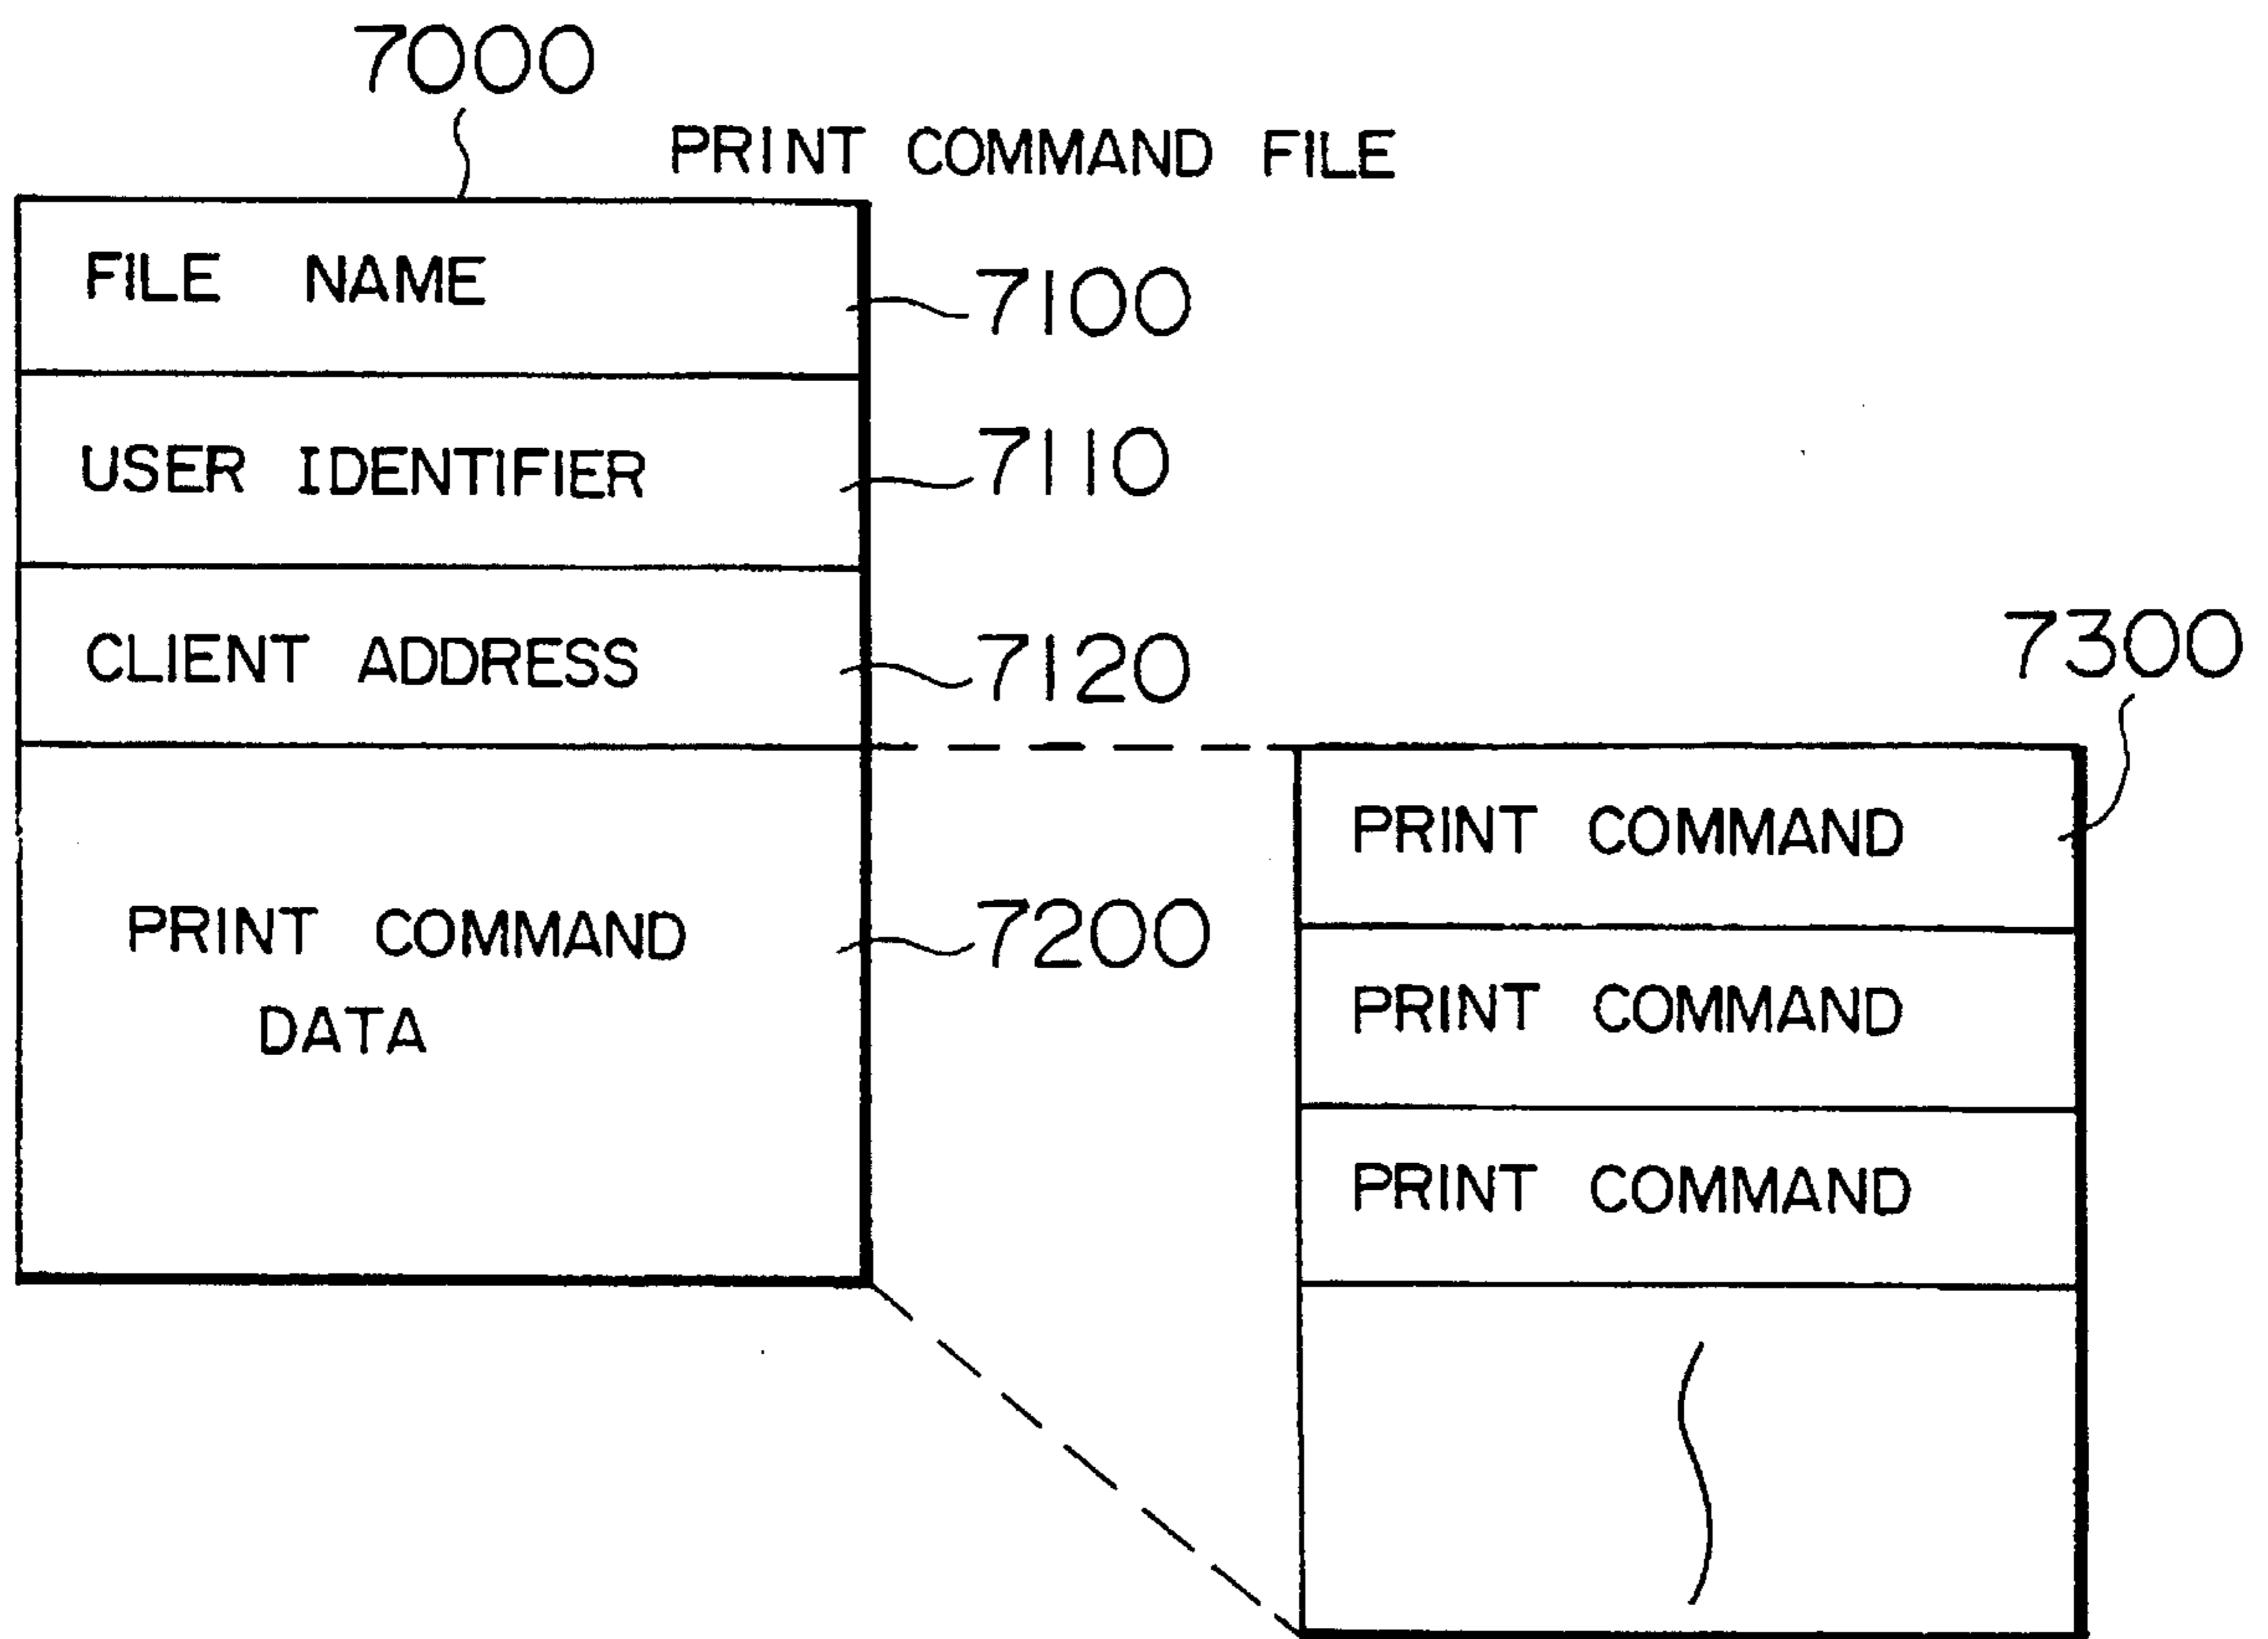 7000
PRINT COMMAND FILE
FILE NAME
7100
USER IDENTIFIER
7110
CLIENT ADDRESS
7120
PRINT COMMAND
DATA
7200
7300
PRINT COMMAND
PRINT COMMAND
PRINT COMMAND